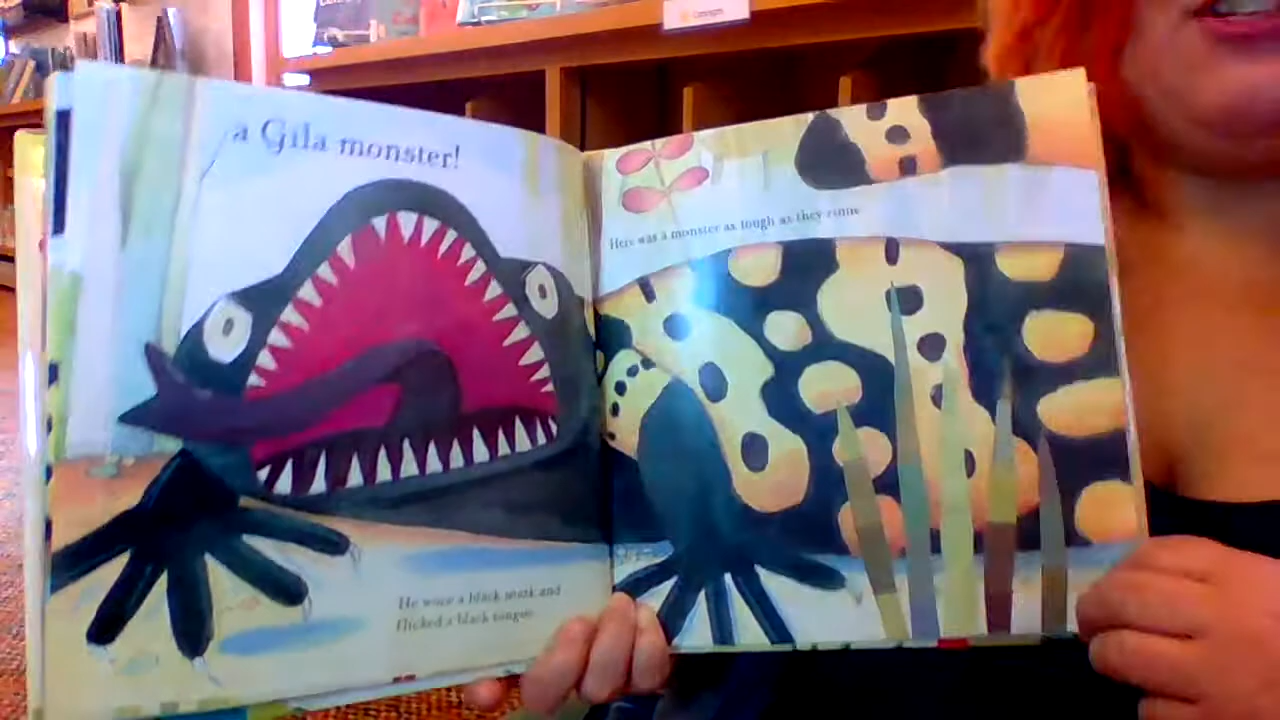 a Gila monster!
Here was a monster as tough as they come
He wore a black mask and
flicked a black tongue.